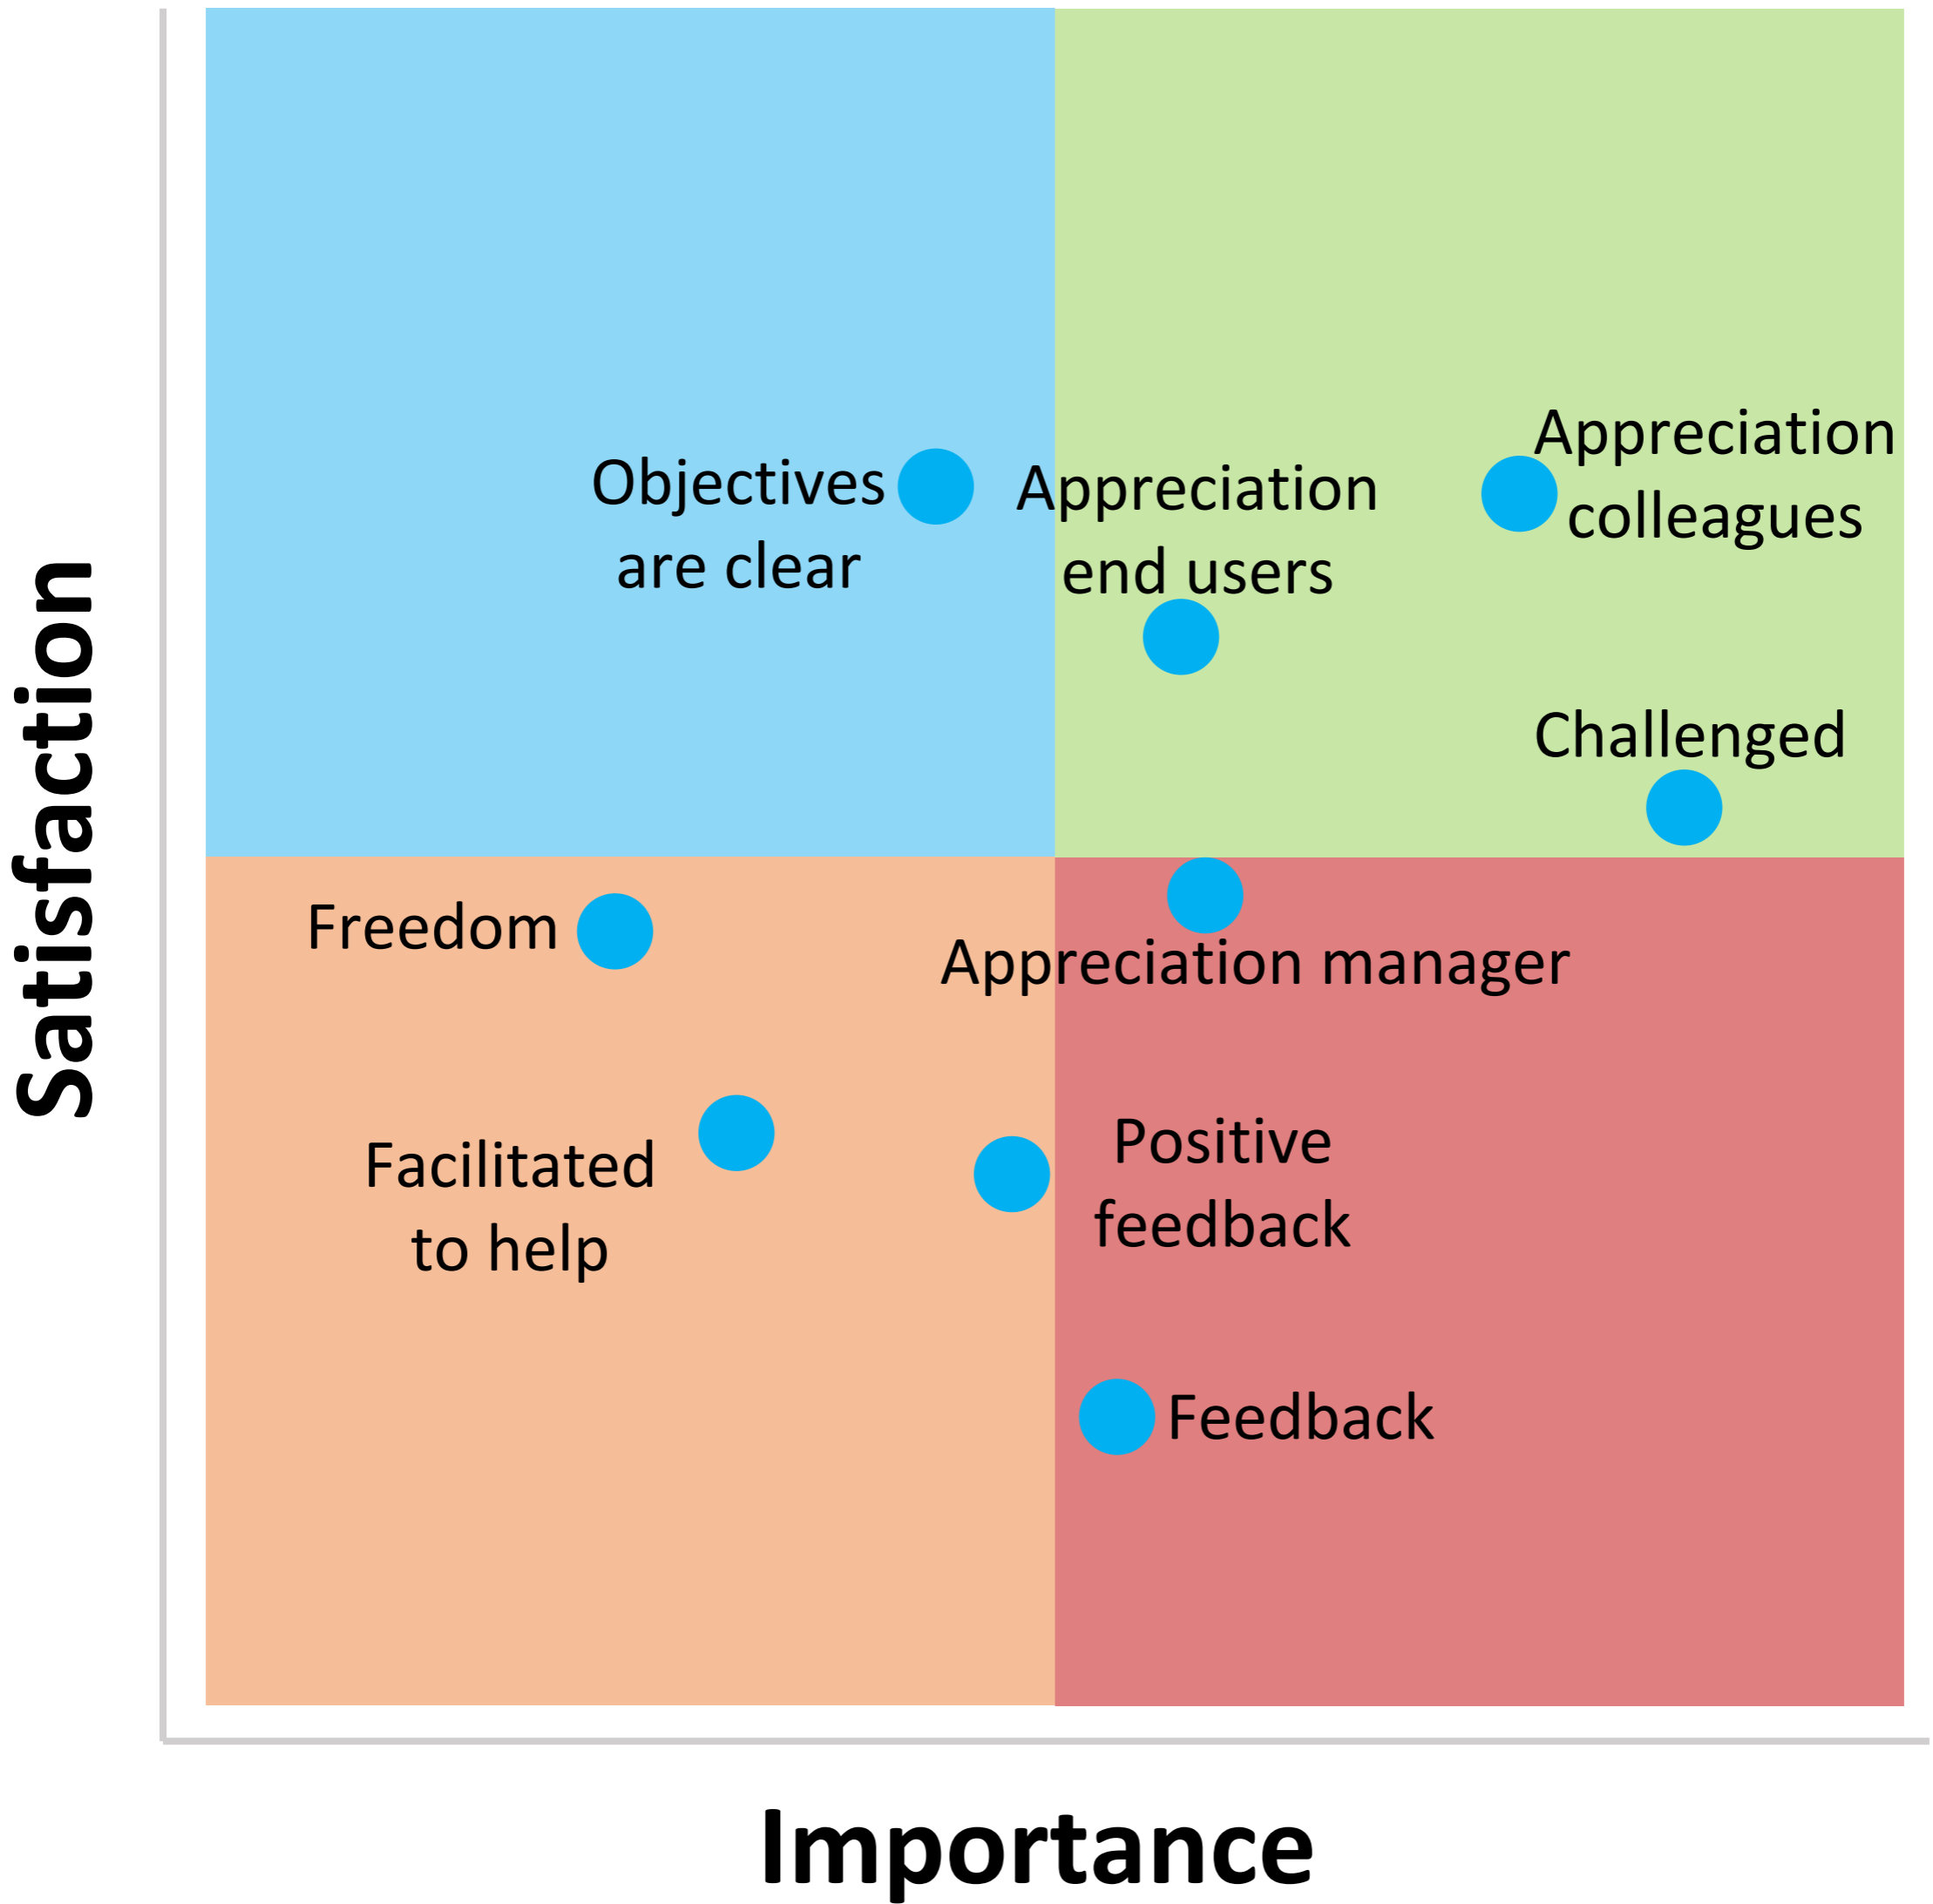 Satisfaction
Objectives
are clear
Appreciation
end users
Appreciation
colleagues
Challenged
Freedom
Appreciation manager
Facilitated
to help
Positive
feedback
Feedback
Importance